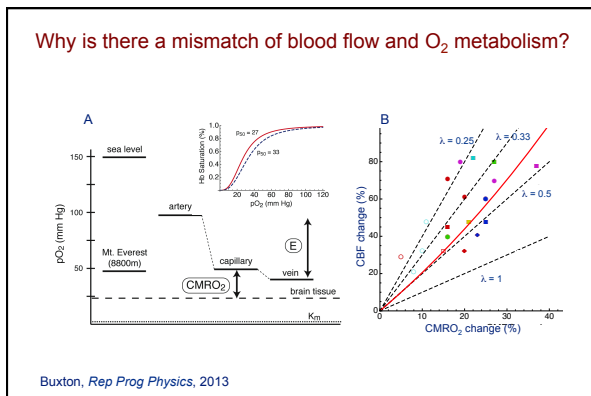 Why is there a mismatch of blood flow and O₂ metabolism?
A
pO₂ (mm Hg)
150
100
50
sea level
Mt. Everest
(8800m)
artery
capillary
vein
brain tissue
CMRO₂
E
Kₘ
Hb Saturation (%)
1.0
0.8
0.6
0.4
0.2
p₅₀ = 27
p₅₀ = 33
0 20 40 60 80 100 120
pO₂ (mm Hg)
B
CBF change (%)
80
60
40
20
0
λ = 0.25
λ = 0.33
λ = 0.5
λ = 1
0 10 20 30 40
CMRO₂ change (%)
Buxton, Rep Prog Physics, 2013